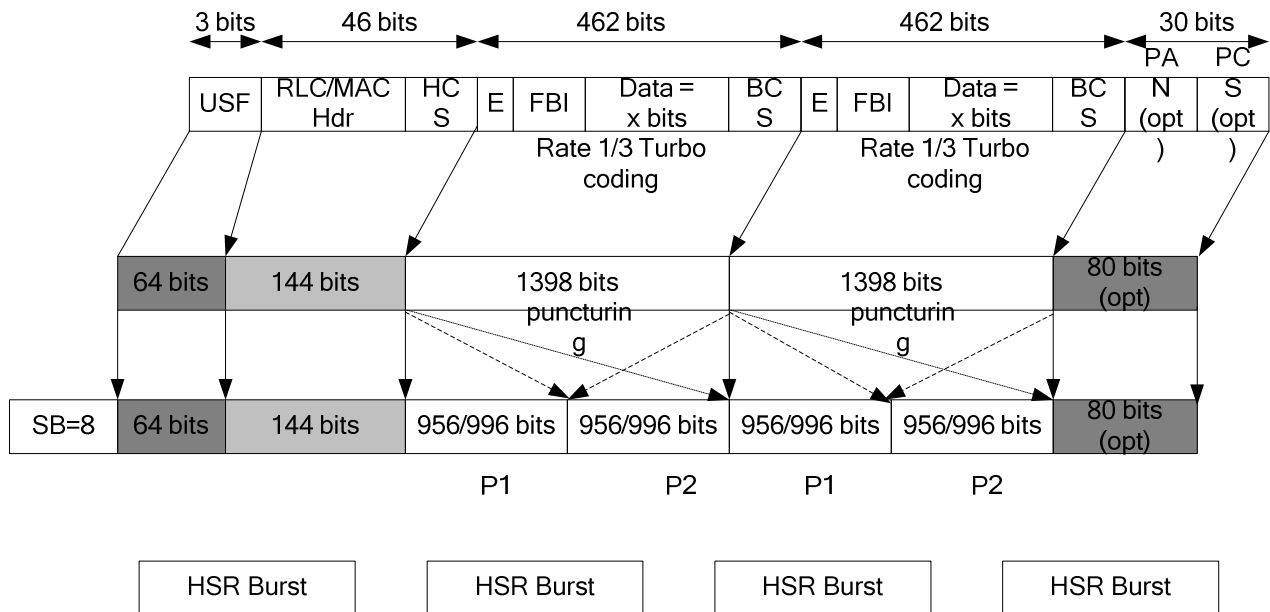 3 bits 46 bits 462 bits 462 bits 30 bits
USF
RLC/MAC
Hdr
HC
S
E
FBI
Data =
x bits
BC
S
E
FBI
Data =
x bits
BC
S
PA
N
(opt
)
PC
S
(opt
)
Rate 1/3 Turbo
coding
Rate 1/3 Turbo
coding
64 bits
144 bits
1398 bits
puncturin
g
1398 bits
puncturin
g
80 bits
(opt)
SB=8
64 bits
144 bits
956/996 bits
956/996 bits
956/996 bits
956/996 bits
80 bits
(opt)
P1 P2 P1 P2
HSR Burst HSR Burst HSR Burst HSR Burst